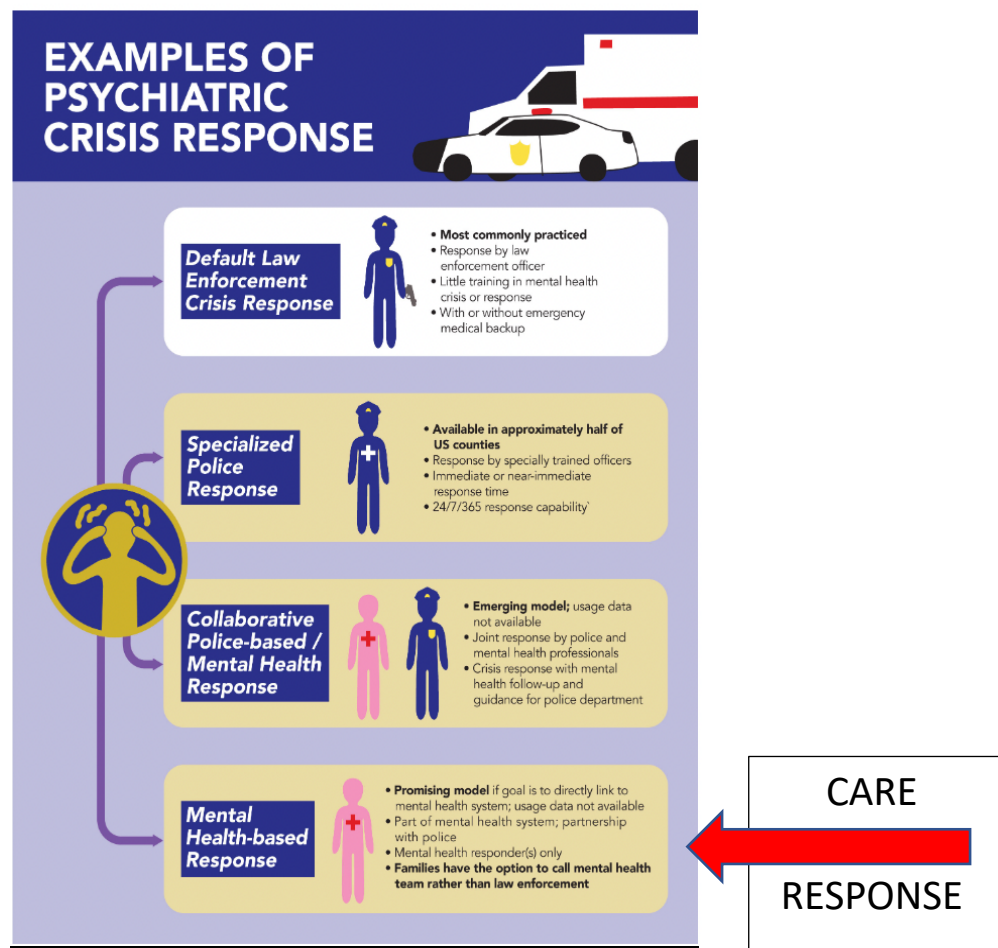 EXAMPLES OF
PSYCHIATRIC
CRISIS RESPONSE
Default Law
Enforcement
Crisis Response
• Most commonly practiced
• Response by law
enforcement officer
• Little training in mental health
crisis or response
• With or without emergency
medical backup
Specialized
Police
Response
• Available in approximately half of
US counties
• Response by specially trained officers
• Immediate or near-immediate
response time
• 24/7/365 response capability*
Collaborative
Police-based /
Mental Health
Response
• Emerging model; usage data
not available
• Joint response by police and
mental health professionals
• Crisis response with mental
health follow-up and
guidance for police department
Mental
Health-based
Response
• Promising model if goal is to directly link to
mental health system; usage data not available
• Part of mental health system; partnership
with police
• Mental health responder(s) only
• Families have the option to call mental health
team rather than law enforcement
CARE
RESPONSE